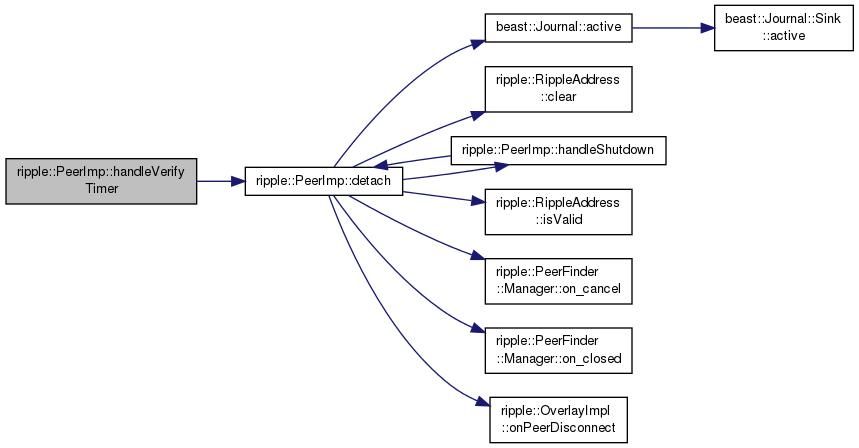 ripple::PeerImp::handleVerify
Timer
ripple::PeerImp::detach
beast::Journal::active
beast::Journal::Sink
::active
ripple::RippleAddress
::clear
ripple::PeerImp::handleShutdown
ripple::RippleAddress
::isValid
ripple::PeerFinder
::Manager::on_cancel
ripple::PeerFinder
::Manager::on_closed
ripple::OverlayImpl
::onPeerDisconnect